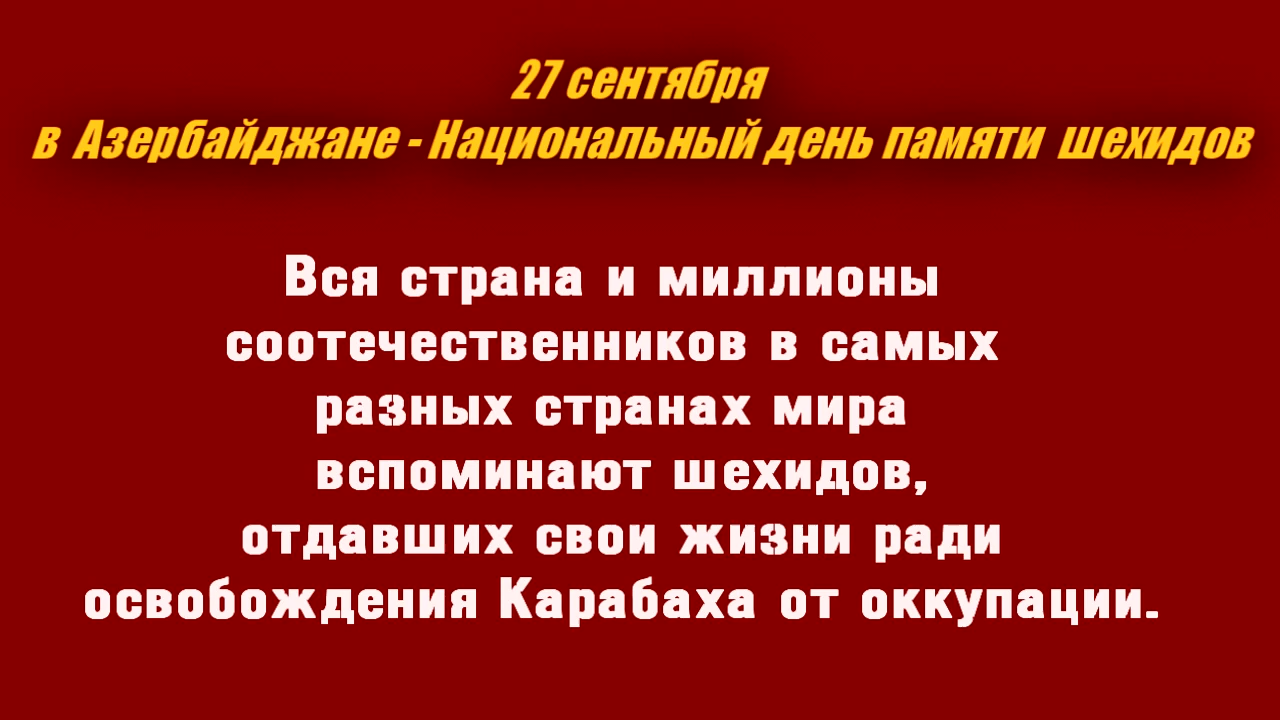 27 сентября
в Азербайджане - Национальный день памяти шехидов
Вся страна и миллионы
соотечественников в самых
разных странах мира
вспоминают шехидов,
отдавших свои жизни ради
освобождения Карабаха от оккупации.